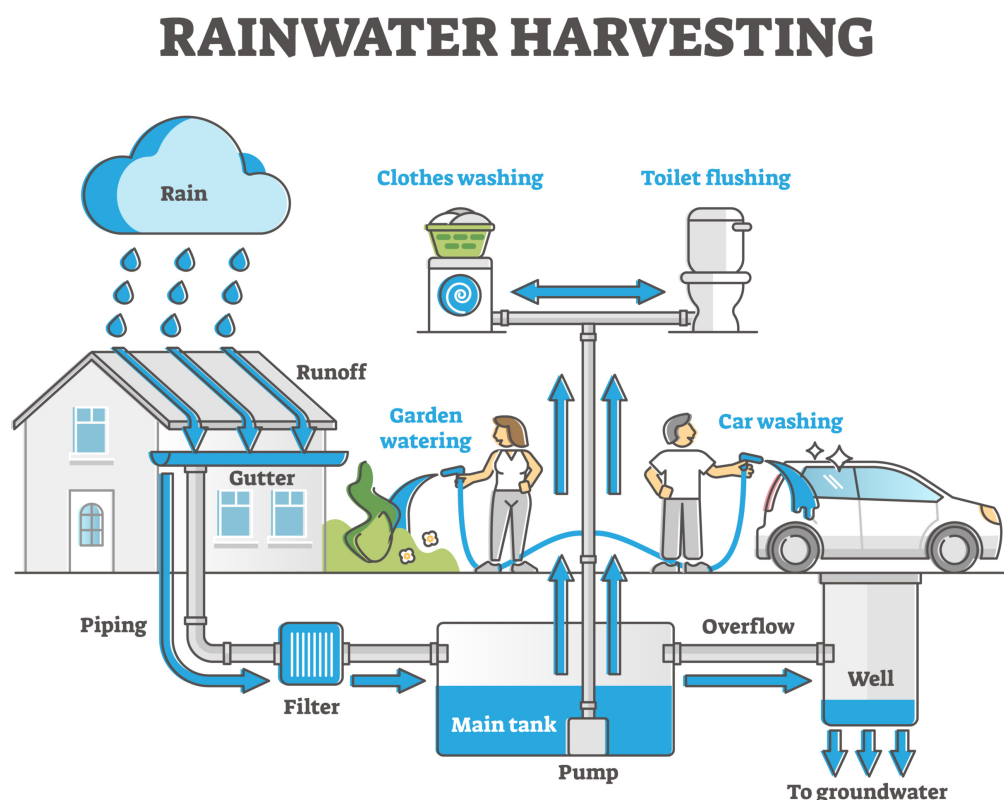 RAINWATER HARVESTING
Rain
Clothes washing
Toilet flushing
Runoff
Garden
watering
Car washing
Gutter
Piping
Overflow
Filter
Well
Main tank
Pump
To groundwater